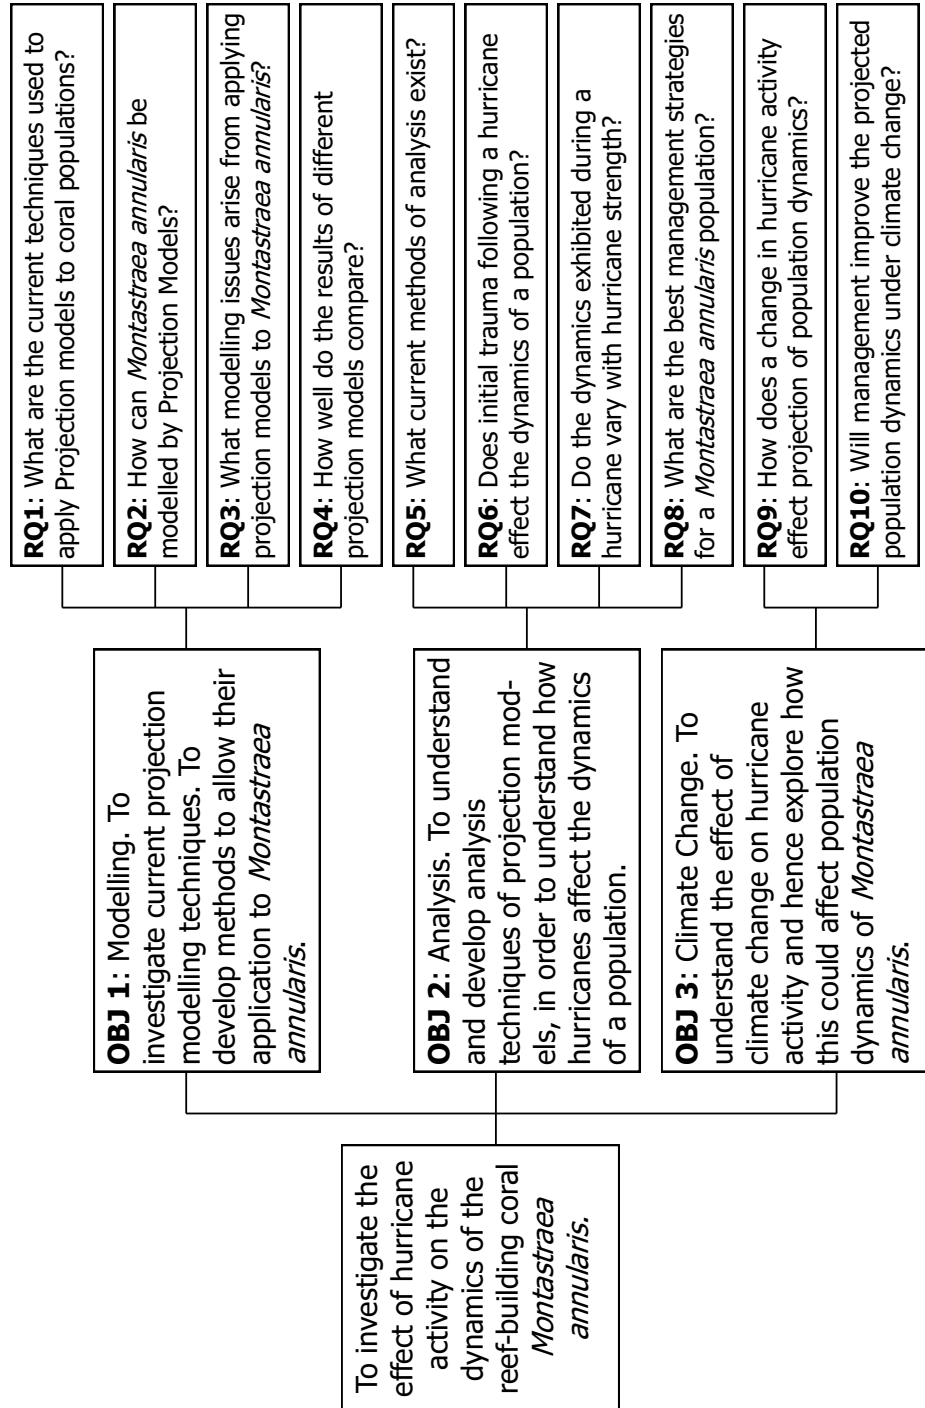 To investigate the
effect of hurricane
activity on the
dynamics of the
reef-building coral
Montastraea
annularis.
OBJ 1: Modelling. To
investigate current projection
modelling techniques. To
develop methods to allow their
application to Montastraea
annularis.
OBJ 2: Analysis. To understand
and develop analysis
techniques of projection mod-
els, in order to understand how
hurricanes affect the dynamics
of a population.
OBJ 3: Climate Change. To
understand the effect of
climate change on hurricane
activity and hence explore how
this could affect population
dynamics of Montastraea
annularis.
RQ1: What are the current techniques used to
apply Projection models to coral populations?
RQ2: How can Montastraea annularis be
modelled by Projection Models?
RQ3: What modelling issues arise from applying
projection models to Montastraea annularis?
RQ4: How well do the results of different
projection models compare?
RQ5: What current methods of analysis exist?
RQ6: Does initial trauma following a hurricane
effect the dynamics of a population?
RQ7: Do the dynamics exhibited during a
hurricane vary with hurricane strength?
RQ8: What are the best management strategies
for a Montastraea annularis population?
RQ9: How does a change in hurricane activity
effect projection of population dynamics?
RQ10: Will management improve the projected
population dynamics under climate change?